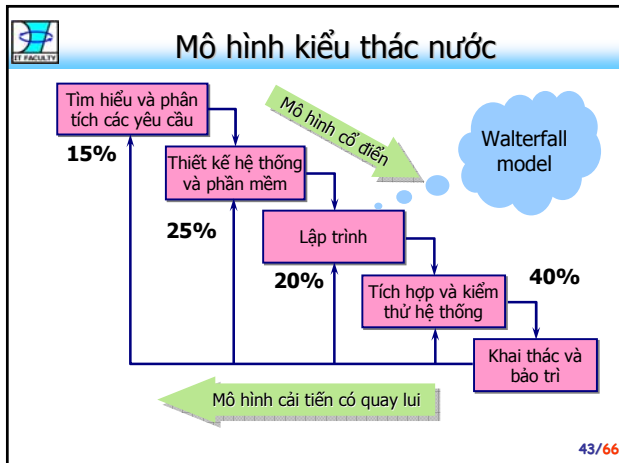 IT FACULTY
Mô hình kiểu thác nước
Tìm hiểu và phân
tích các yêu cầu
15%
Mô hình cổ điển
Walterfall
model
Thiết kế hệ thống
và phần mềm
25%
Lập trình
20%
40%
Tích hợp và kiểm
thử hệ thống
Khai thác và
bảo trì
Mô hình cải tiến có quay lui
43/66